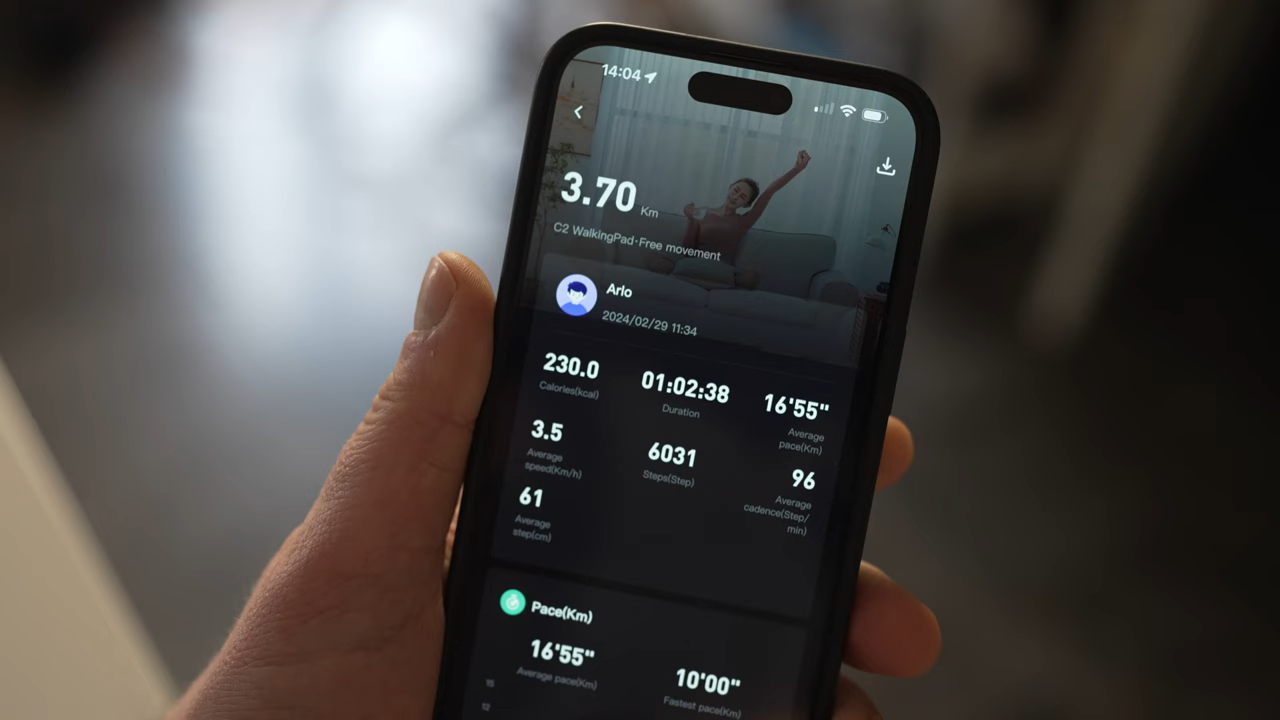 14:04
3.70 Km
C2 WalkingPad·Free movement
Arlo
2024/02/29 11:34
230.0
Calories(kcal)
01:02:38
Duration
16'55"
Average
pace(Km)
3.5
Average
speed(Km/h)
6031
Steps(Step)
96
Average
cadence(Step/
min)
61
Average
step(cm)
Pace(Km)
16'55"
Average pace(Km)
10'00"
Fastest pace(Km)
15
12